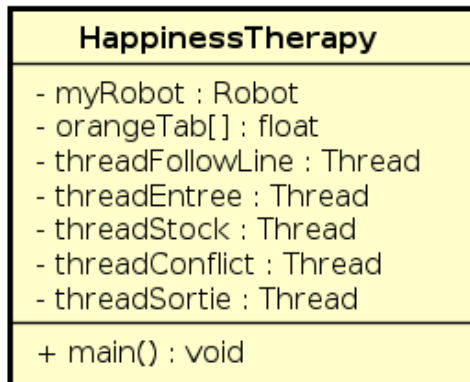 HappinessTherapy
- myRobot : Robot
- orangeTab[] : float
- threadFollowLine : Thread
- threadEntree : Thread
- threadStock : Thread
- threadConflict : Thread
- threadSortie : Thread
+ main() : void